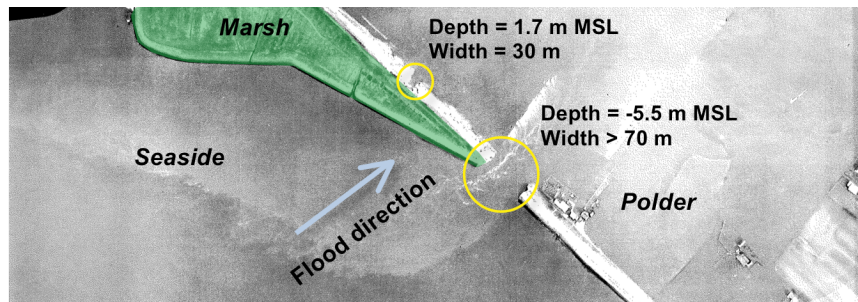 Marsh
Depth = 1.7 m MSL
Width = 30 m
Depth = -5.5 m MSL
Width > 70 m
Seaside
Flood direction
Polder